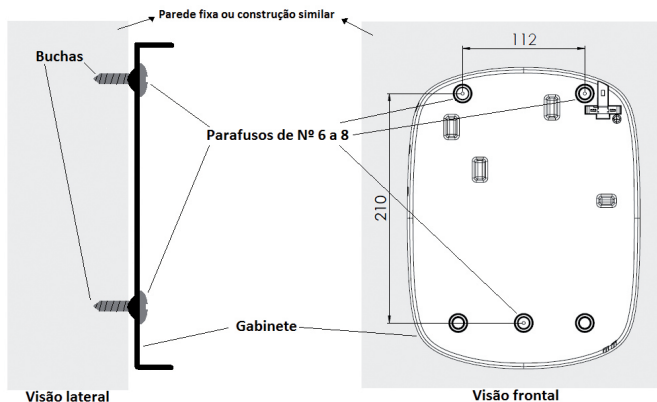 Parede fixa ou construção similar
Buchas
112
Parafusos de Nº 6 a 8
210
Gabinete
Visão lateral
Visão frontal